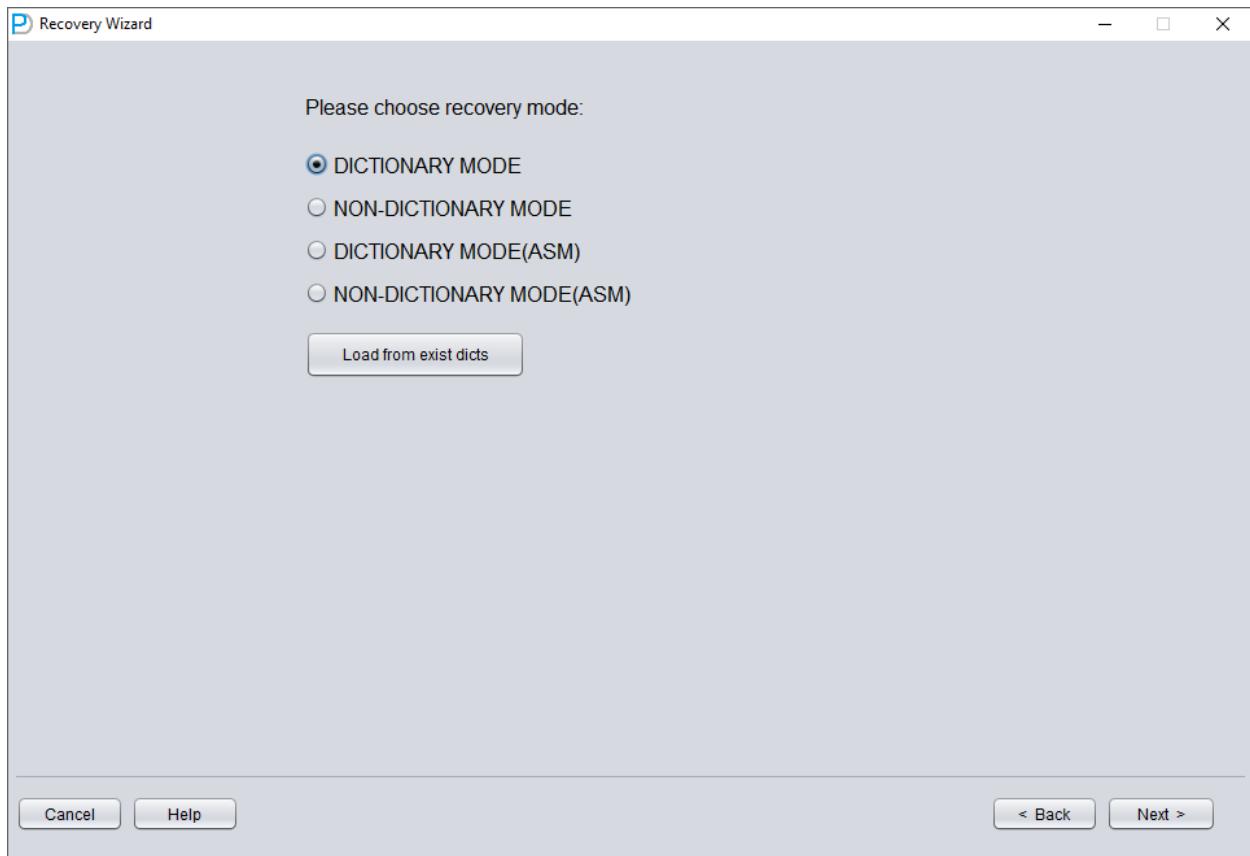 Recovery Wizard
Please choose recovery mode:
DICTIONARY MODE
NON-DICTIONARY MODE
DICTIONARY MODE(ASM)
NON-DICTIONARY MODE(ASM)
Load from exist dicts
Cancel Help < Back Next >